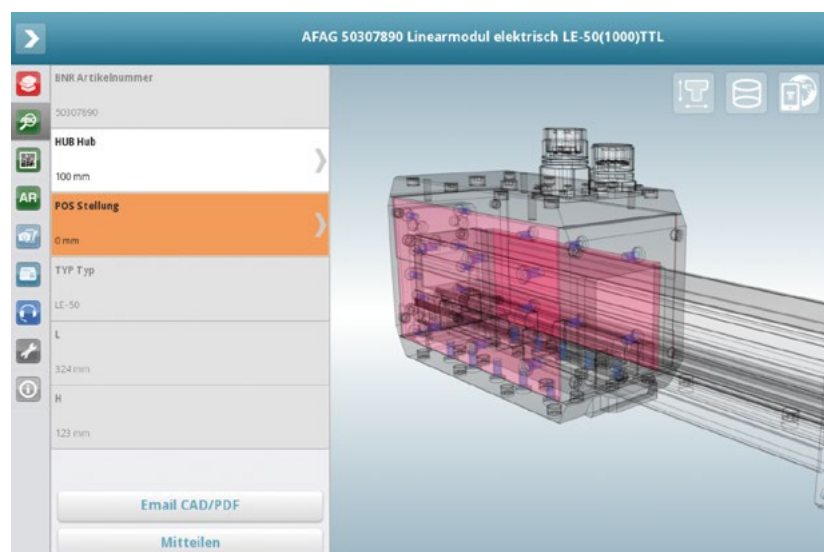 AFAG 50307890 Linearmodul elektrisch LE-50(1000)TTL
BNR Artikelnummer
50307890
HUB Hub
100 mm
POS Stellung
0 mm
TYP Typ
LE-50
L
324 mm
H
123 mm
Email CAD/PDF
Mitteilen
AR